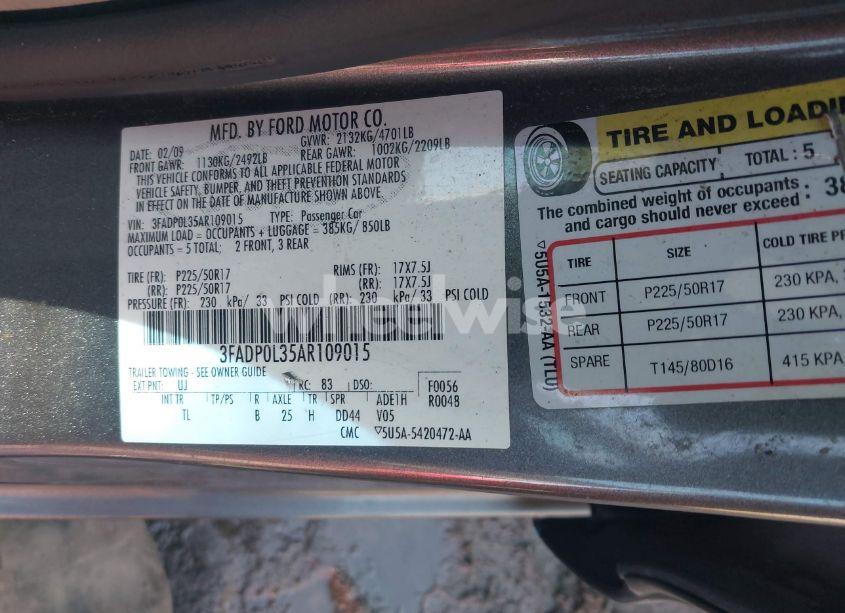 MFD. BY FORD MOTOR CO.
DATE: 02/09 GVWR: 2132KG/4701LB
FRONT GAWR: 1130KG/2492LB REAR GAWR: 1002KG/2209LB
THIS VEHICLE CONFORMS TO ALL APPLICABLE FEDERAL MOTOR
VEHICLE SAFETY, BUMPER, AND THEFT PREVENTION STANDARDS
IN EFFECT ON THE DATE OF MANUFACTURE SHOWN ABOVE.
VIN: 3FADP0L35AR109015 TYPE: Passenger Car
MAXIMUM LOAD = OCCUPANTS + LUGGAGE = 385KG/ 850LB
OCCUPANTS = 5 TOTAL; 2 FRONT, 3 REAR
TIRE (FR): P225/50R17 RIMS (FR): 17X7.5J
(RR): P225/50R17 (RR): 17X7.5J
PRESSURE (FR): 230 kPa/ 33 PSI COLD (RR): 230 kPa/ 33 PSI COLD
3FADP0L35AR109015
TRAILER TOWING - SEE OWNER GUIDE
EXT PNT: UJ RC: 83 DSO: F0056
INT TR TP/PS R AXLE TR SPR ADE1H R0048
TL B 25 H DD44 V05
CMC ▽5U5A-5420472-AA
TIRE AND LOADIN
SEATING CAPACITY TOTAL : 5
The combined weight of occupants
and cargo should never exceed : 38
TIRE SIZE COLD TIRE PR
FRONT P225/50R17 230 KPA,
REAR P225/50R17 230 KPA,
SPARE T145/80D16 415 KPA
▽5U5A-1532-AA (TL0)
wheelwise